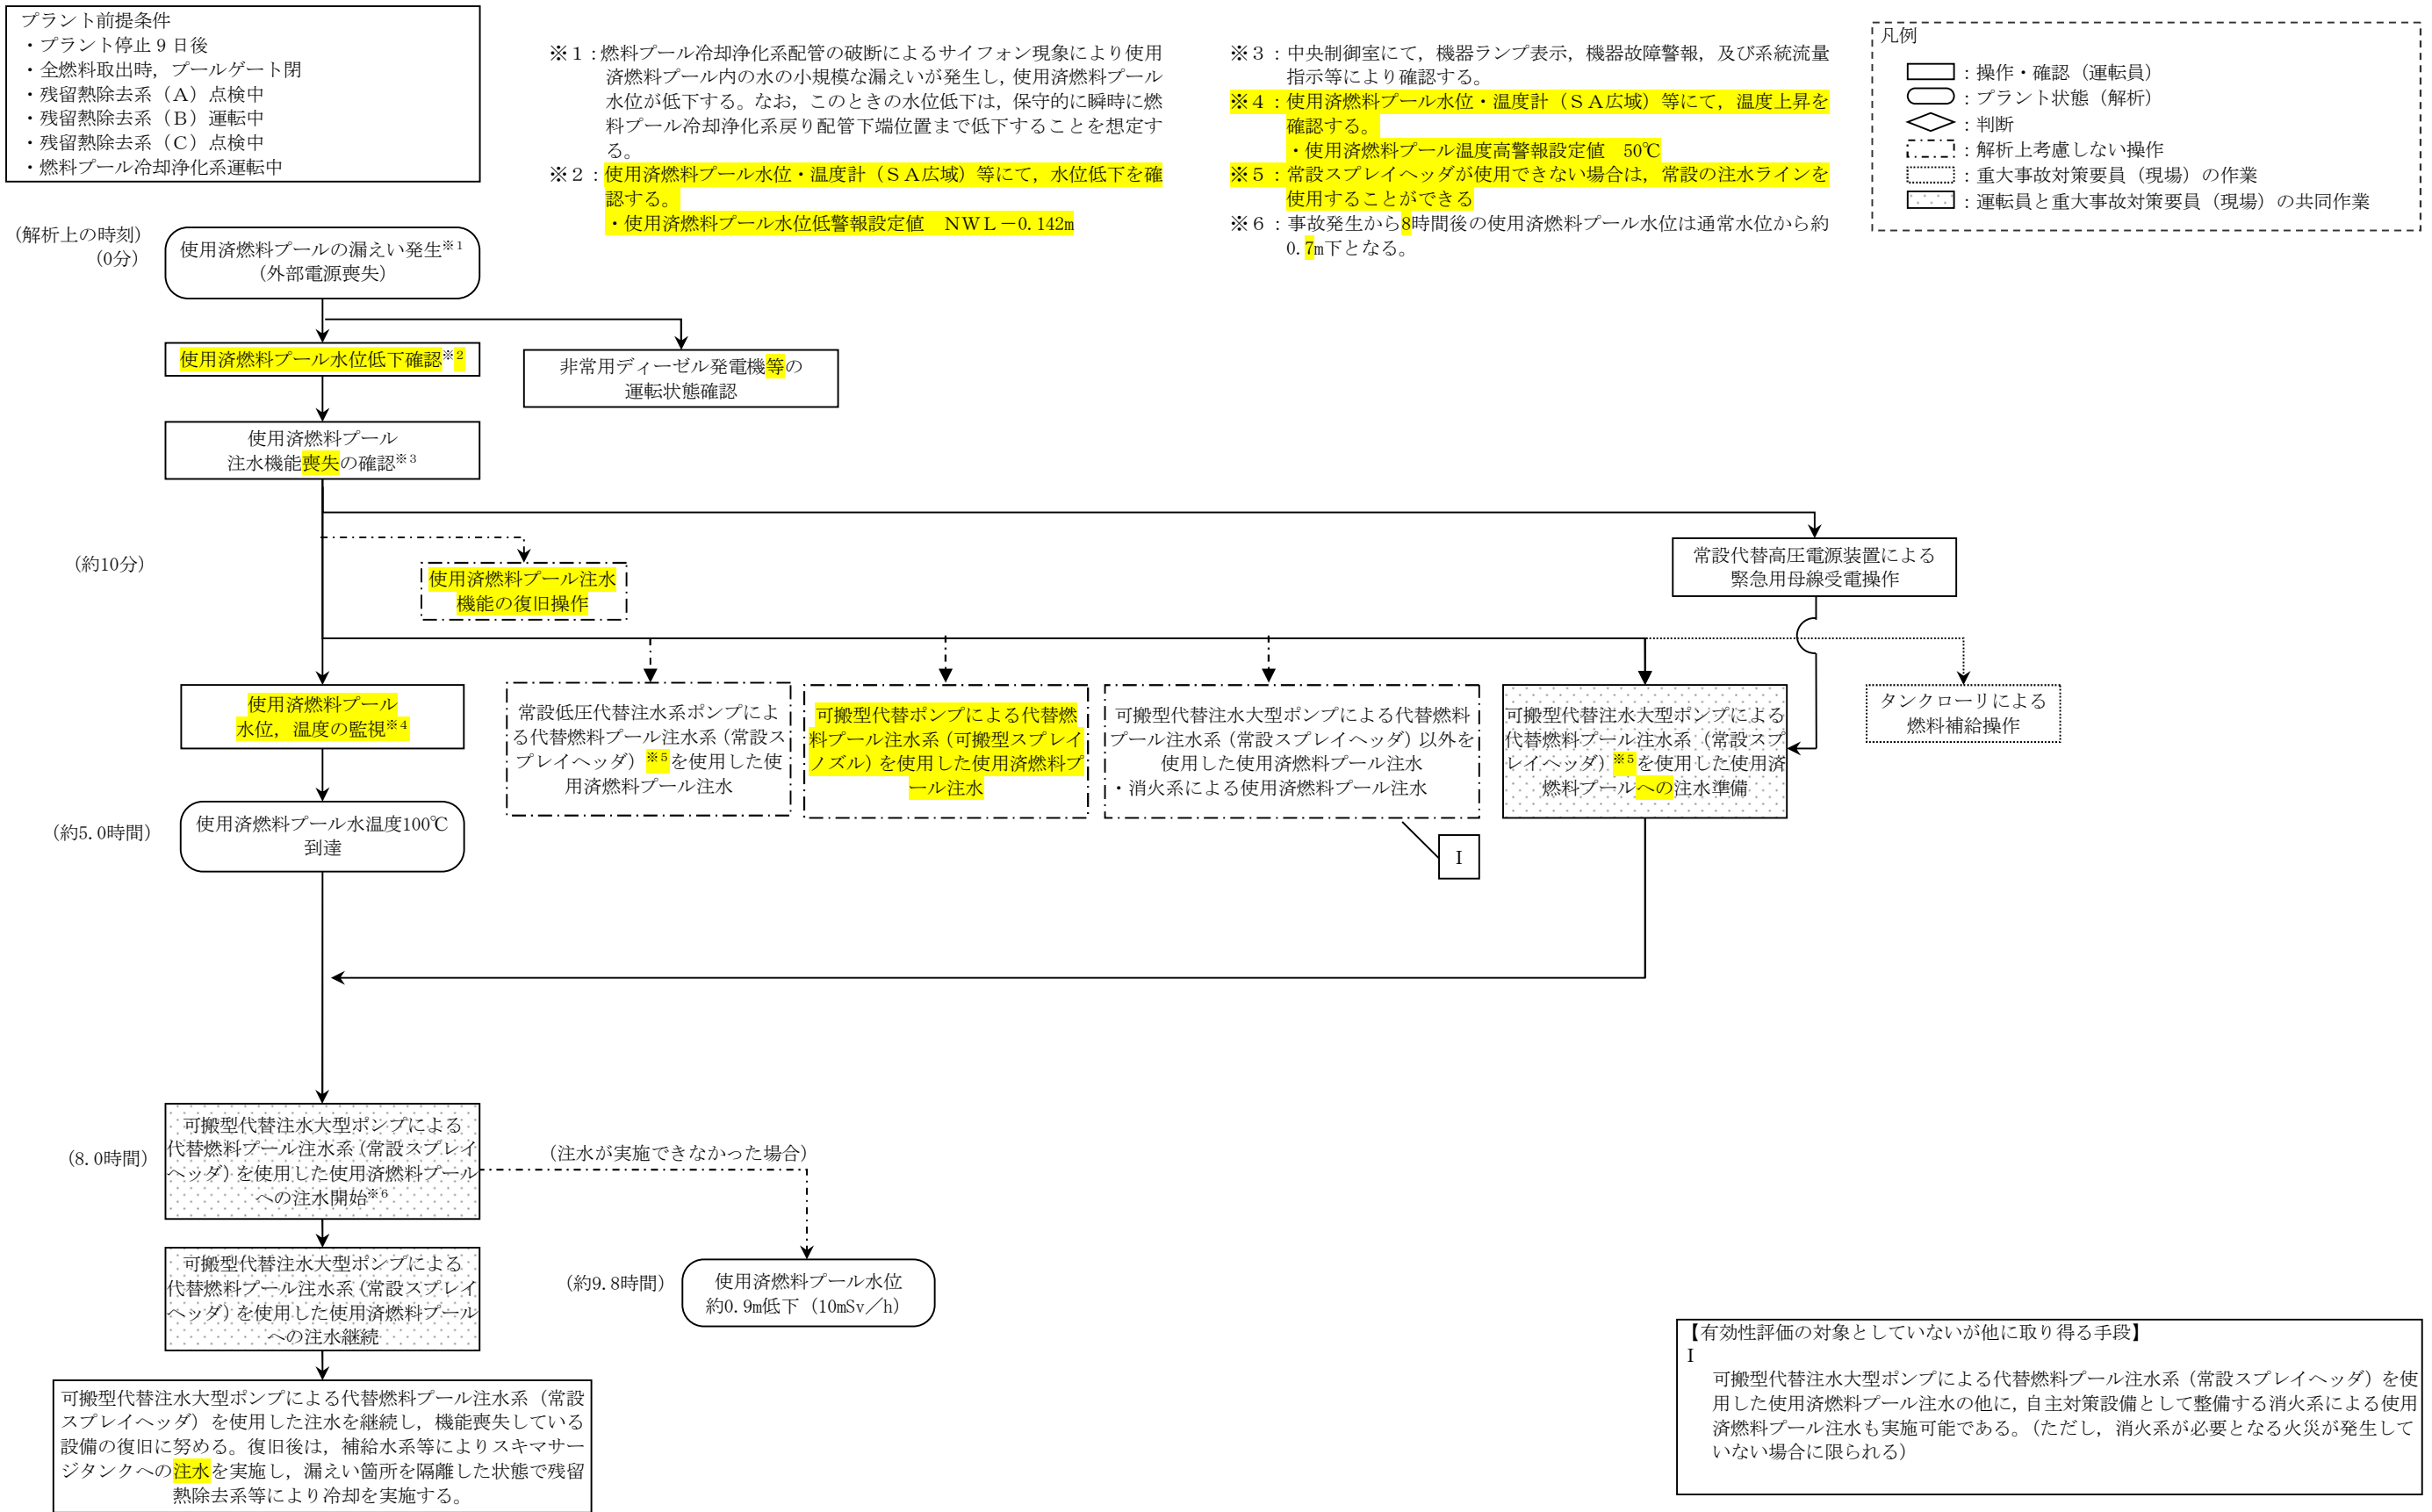 プラント前提条件
・プラント停止 9 日後
・全燃料取出時，プールゲート閉
・残留熱除去系（A）点検中
・残留熱除去系（B）運転中
・残留熱除去系（C）点検中
・燃料プール冷却浄化系運転中
※１：燃料プール冷却浄化系配管の破断によるサイフォン現象により使用
済燃料プール内の水の小規模な漏えいが発生し，使用済燃料プール
水位が低下する。なお，このときの水位低下は，保守的に瞬時に燃
料プール冷却浄化系戻り配管下端位置まで低下することを想定す
る。
※２：使用済燃料プール水位・温度計（ＳＡ広域）等にて，水位低下を確
認する。
・使用済燃料プール水位低警報設定値　ＮＷＬ－0.142m
※３：中央制御室にて，機器ランプ表示，機器故障警報，及び系統流量
指示等により確認する。
※４：使用済燃料プール水位・温度計（ＳＡ広域）等にて，温度上昇を
確認する。
・使用済燃料プール温度高警報設定値　50℃
※５：常設スプレイヘッダが使用できない場合は，常設の注水ラインを
使用することができる
※６：事故発生から8時間後の使用済燃料プール水位は通常水位から約
0.7m下となる。
凡例
：操作・確認（運転員）
：プラント状態（解析）
：判断
：解析上考慮しない操作
：重大事故対策要員（現場）の作業
：運転員と重大事故対策要員（現場）の共同作業
（解析上の時刻）
（0分）
使用済燃料プールの漏えい発生※1
（外部電源喪失）
使用済燃料プール水位低下確認※2
非常用ディーゼル発電機等の
運転状態確認
使用済燃料プール
注水機能喪失の確認※3
（約10分）
使用済燃料プール注水
機能の復旧操作
常設代替高圧電源装置による
緊急用母線受電操作
使用済燃料プール
水位，温度の監視※4
常設低圧代替注水系ポンプによ
る代替燃料プール注水系（常設ス
プレイヘッダ）※5を使用した使
用済燃料プール注水
可搬型代替ポンプによる代替燃
料プール注水系（可搬型スプレイ
ノズル）を使用した使用済燃料プ
ール注水
可搬型代替注水大型ポンプによる代替燃料
プール注水系（常設スプレイヘッダ）以外を
使用した使用済燃料プール注水
・消火系による使用済燃料プール注水
可搬型代替注水大型ポンプによる
代替燃料プール注水系（常設スプ
レイヘッダ）※5を使用した使用済
燃料プールへの注水準備
タンクローリによる
燃料補給操作
Ⅰ
（約5.0時間）
使用済燃料プール水温度100℃
到達
（8.0時間）
可搬型代替注水大型ポンプによる
代替燃料プール注水系（常設スプレイ
ヘッダ）を使用した使用済燃料プール
への注水開始※6
（注水が実施できなかった場合）
可搬型代替注水大型ポンプによる
代替燃料プール注水系（常設スプレイ
ヘッダ）を使用した使用済燃料プール
への注水継続
（約9.8時間）
使用済燃料プール水位
約0.9m低下（10mSv／h）
可搬型代替注水大型ポンプによる代替燃料プール注水系（常設
スプレイヘッダ）を使用した注水を継続し，機能喪失している
設備の復旧に努める。復旧後は，補給水系等によりスキマサー
ジタンクへの注水を実施し，漏えい箇所を隔離した状態で残留
熱除去系等により冷却を実施する。
【有効性評価の対象としていないが他に取り得る手段】
Ⅰ
可搬型代替注水大型ポンプによる代替燃料プール注水系（常設スプレイヘッダ）を使
用した使用済燃料プール注水の他に，自主対策設備として整備する消火系による使用
済燃料プール注水も実施可能である。（ただし，消火系が必要となる火災が発生して
いない場合に限られる）